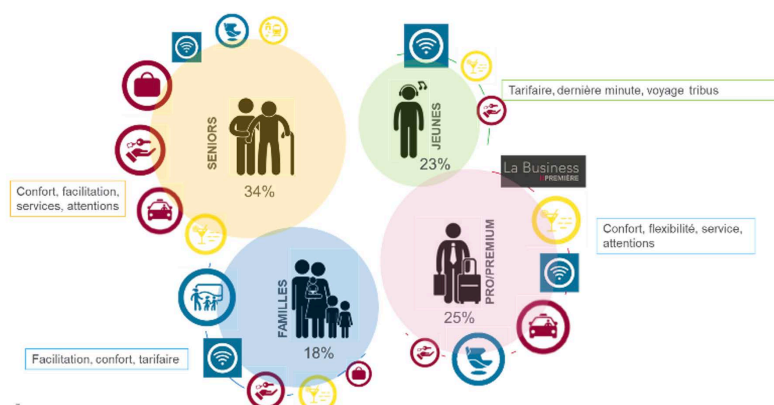 SENIORS
34%
Confort, facilitation,
services, attentions
JEUNES
23%
Tarifaire, dernière minute, voyage tribus
La Business
PREMIÈRE
PRO/PREMIUM
25%
Confort, flexibilité, service,
attentions
FAMILLES
18%
Facilitation, confort, tarifaire